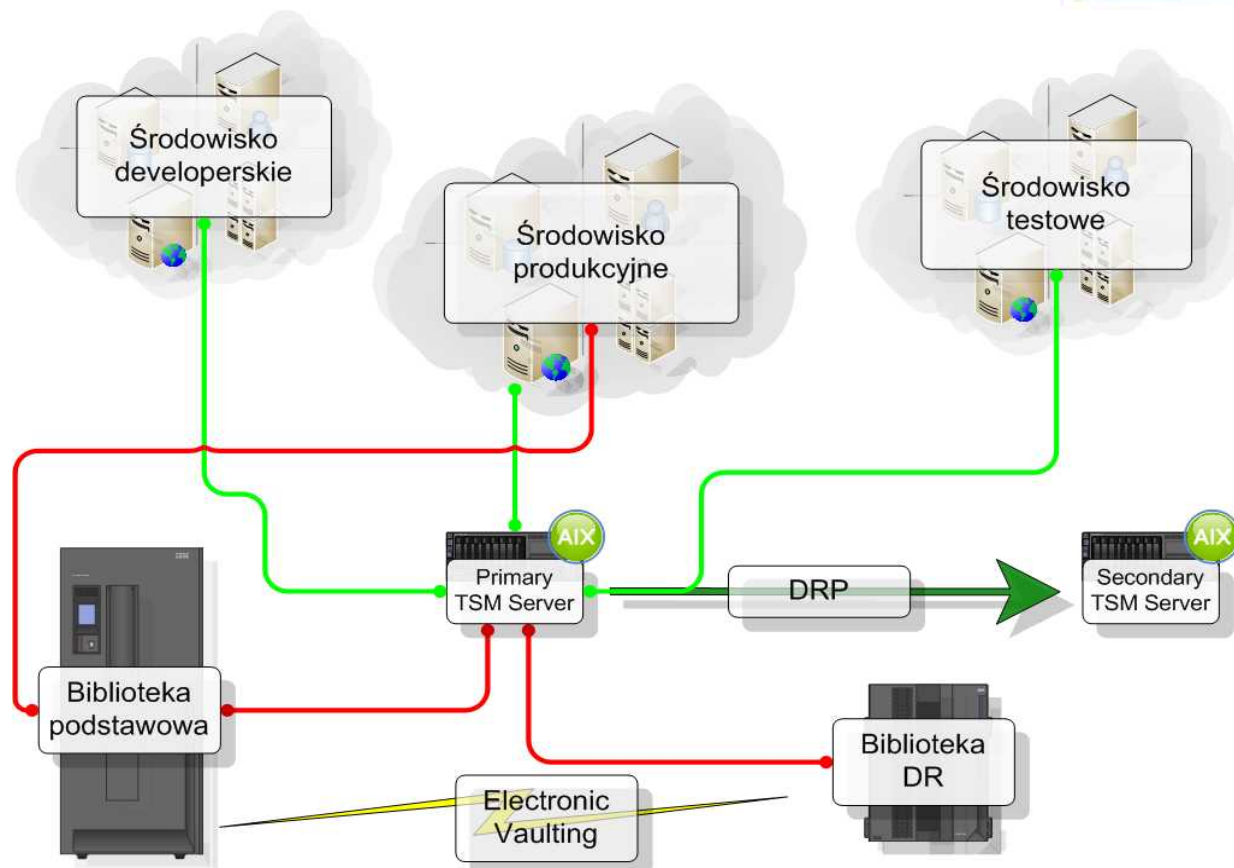 Środowisko
developerskie
Środowisko
produkcyjne
Środowisko
testowe
AIX
Primary
TSM Server
DRP
AIX
Secondary
TSM Server
IBM
Biblioteka
podstawowa
Biblioteka
DR
Electronic
Vaulting